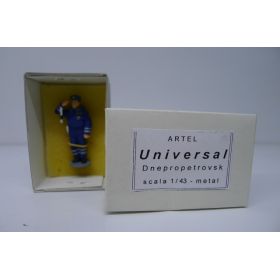 ARTEL
Universal
Dnepropetrovsk
scala 1/43 - metal